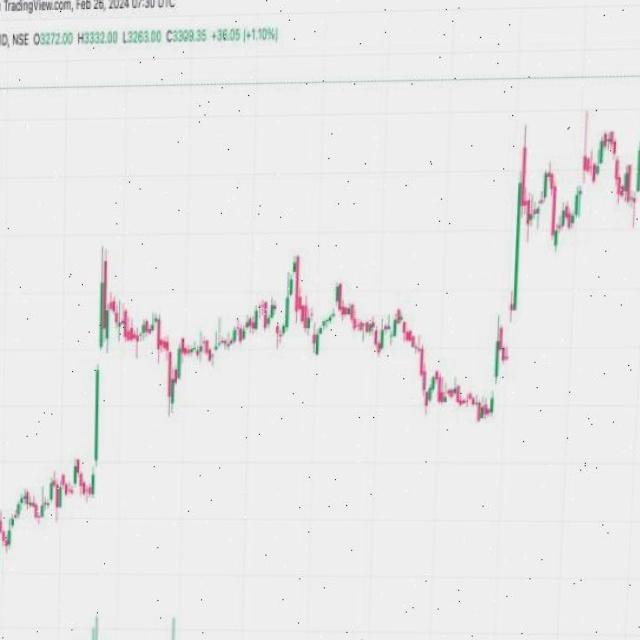 TradingView.com, Feb 26, 2024 07:30 UTC
D, NSE O3272.00 H3332.00 L3263.00 C3309.35 +36.05 (+1.10%)